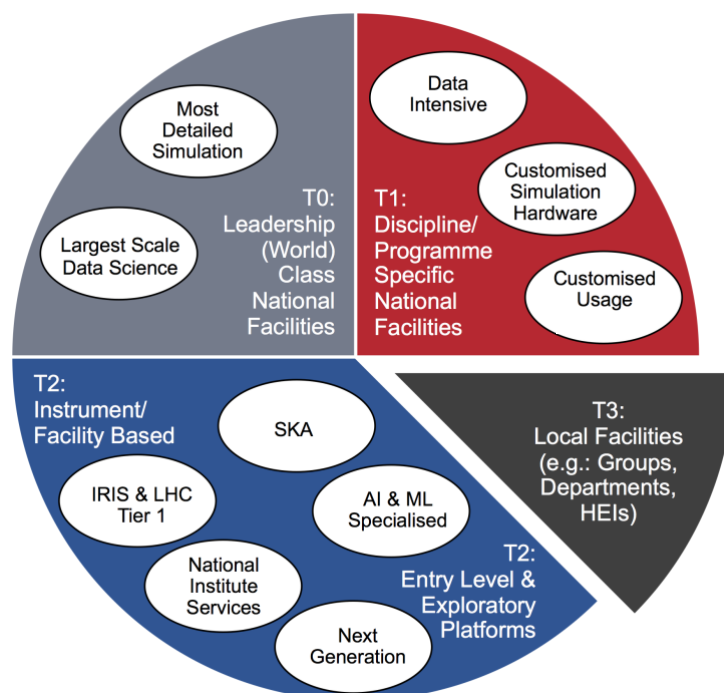 Most
Detailed
Simulation
Largest Scale
Data Science
T0:
Leadership
(World)
Class
National
Facilities
Data
Intensive
Customised
Simulation
Hardware
Customised
Usage
T1:
Discipline/
Programme
Specific
National
Facilities
T2:
Instrument/
Facility Based
SKA
IRIS & LHC
Tier 1
AI & ML
Specialised
National
Institute
Services
Next
Generation
T2:
Entry Level &
Exploratory
Platforms
T3:
Local Facilities
(e.g.: Groups,
Departments,
HEIs)